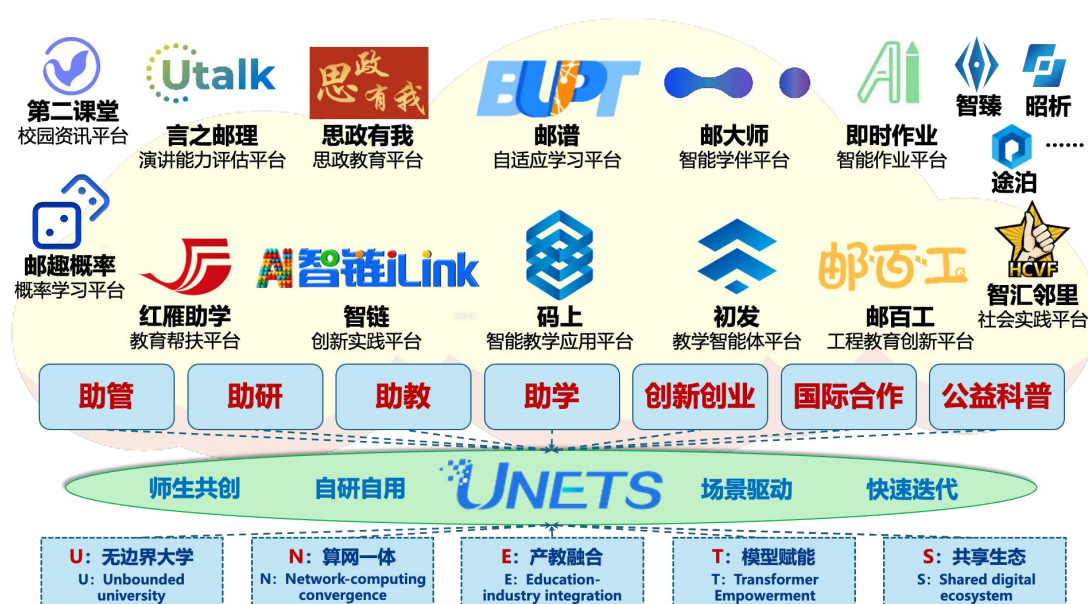 第二课堂
校园资讯平台
Utalk
言之邮理
演讲能力评估平台
思政有我
思政有我
思政教育平台
BUPT
邮谱
自适应学习平台
邮大师
智能学伴平台
Ai
即时作业
智能作业平台
智臻
昭析
途泊
......
邮趣概率
概率学习平台
红雁助学
教育帮扶平台
AI智链iLink
智链
创新实践平台
码上
智能教学应用平台
初发
教学智能体平台
邮百工
邮百工
工程教育创新平台
HCVF
智汇邻里
社会实践平台
助管
助研
助教
助学
创新创业
国际合作
公益科普
师生共创
自研自用
UNETS
场景驱动
快速迭代
U：无边界大学
U：Unbounded
university
N：算网一体
N：Network-computing
convergence
E：产教融合
E：Education-
industry integration
T：模型赋能
T：Transformer
Empowerment
S：共享生态
S：Shared digital
ecosystem